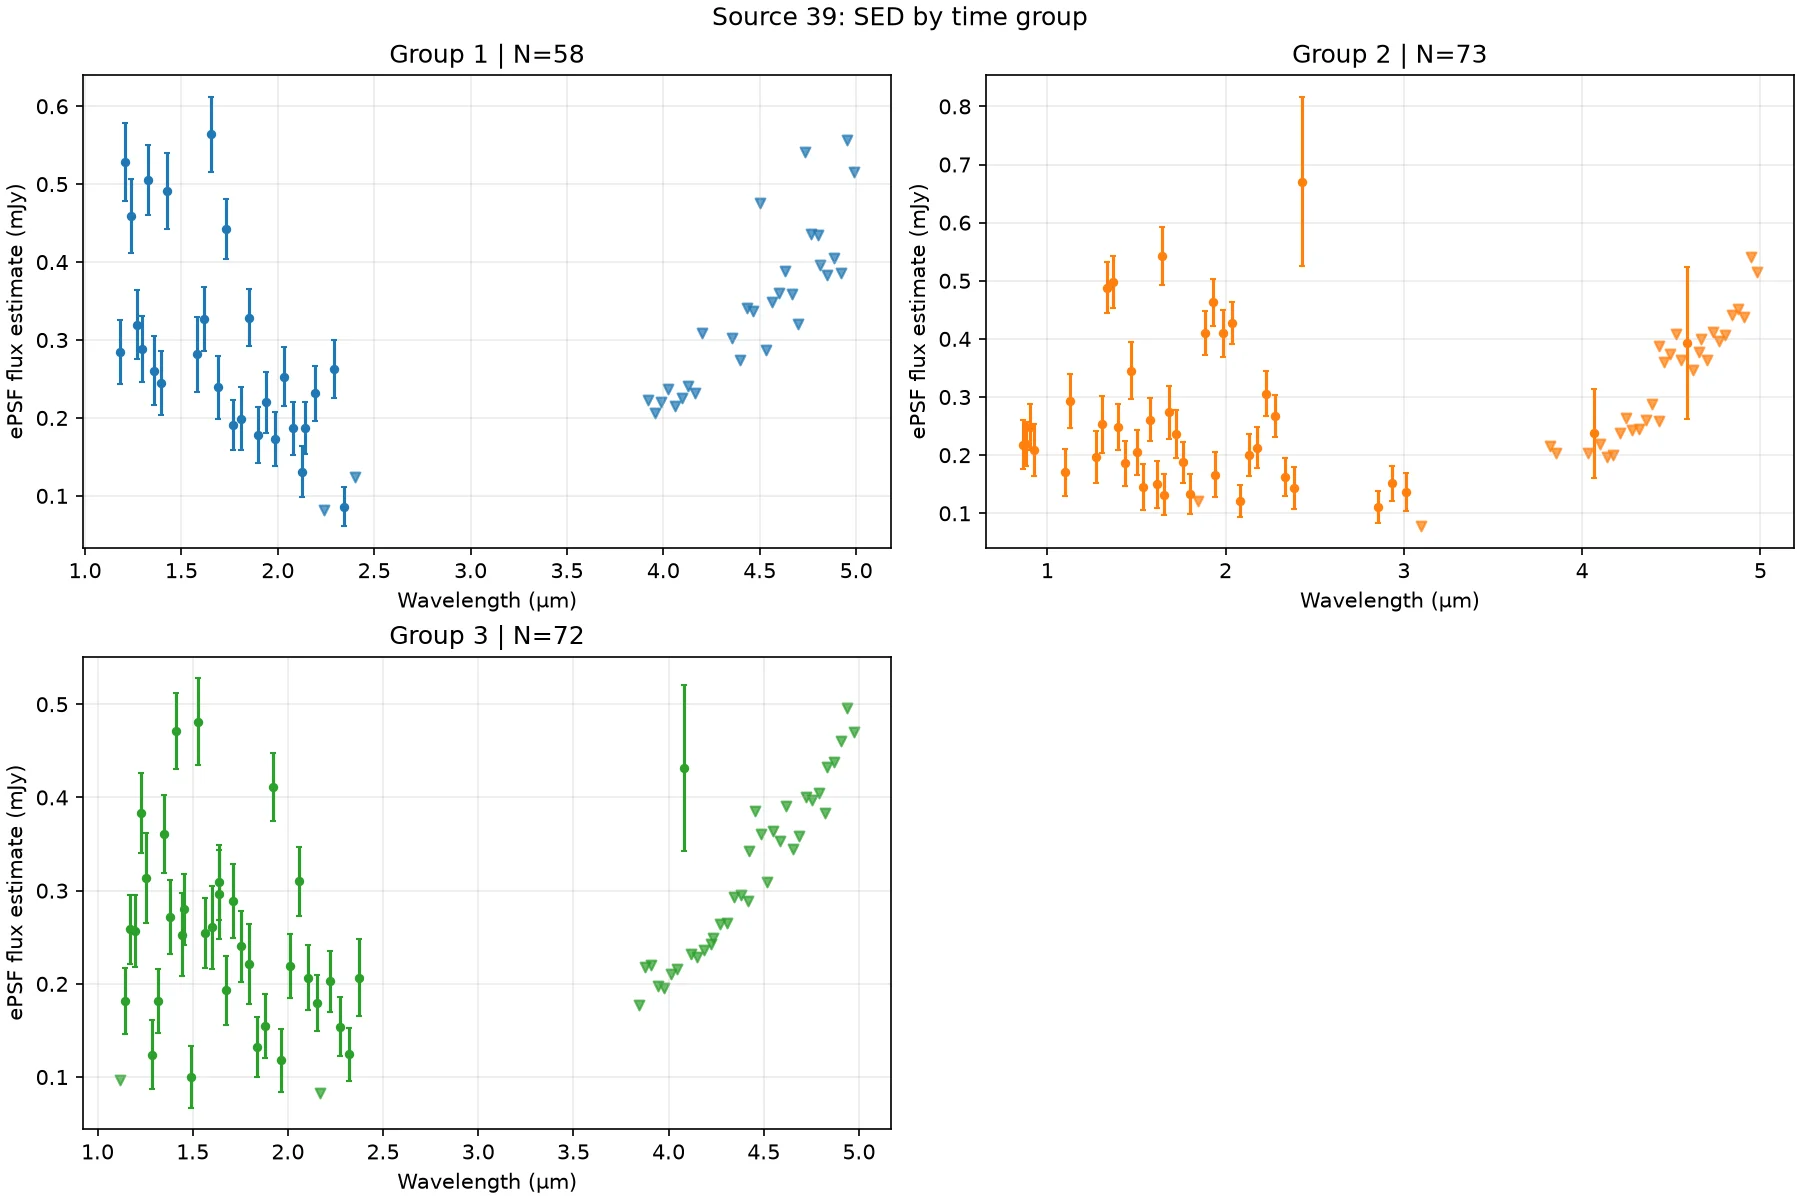 Source 39: SED by time group
Group 1 | N=58
ePSF flux estimate (mJy)
0.6
0.5
0.4
0.3
0.2
0.1
1.0 1.5 2.0 2.5 3.0 3.5 4.0 4.5 5.0
Wavelength (µm)
Group 2 | N=73
ePSF flux estimate (mJy)
0.8
0.7
0.6
0.5
0.4
0.3
0.2
0.1
1 2 3 4 5
Wavelength (µm)
Group 3 | N=72
ePSF flux estimate (mJy)
0.5
0.4
0.3
0.2
0.1
1.0 1.5 2.0 2.5 3.0 3.5 4.0 4.5 5.0
Wavelength (µm)